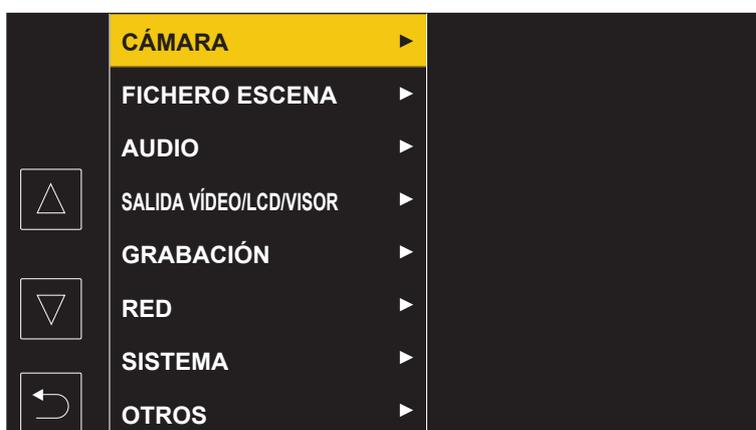 CÁMARA
FICHERO ESCENA
AUDIO
SALIDA VÍDEO/LCD/VISOR
GRABACIÓN
RED
SISTEMA
OTROS